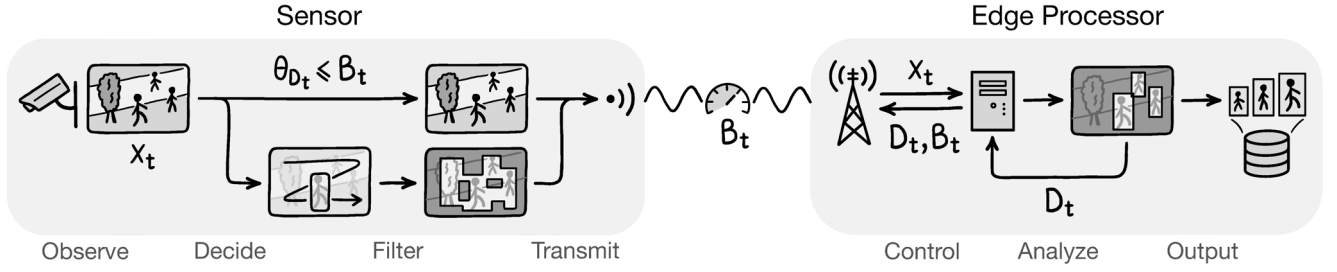 Sensor
Edge Processor
θ_{D_t} ⩽ B_t
X_t
B_t
X_t
D_t, B_t
D_t
Observe
Decide
Filter
Transmit
Control
Analyze
Output